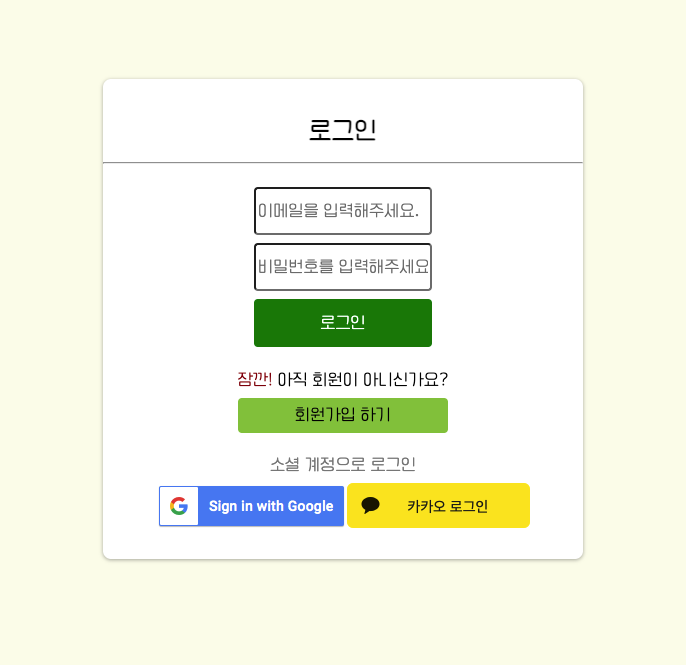 로그인
이메일을 입력해주세요.
비밀번호를 입력해주세요
로그인
잠깐! 아직 회원이 아니신가요?
회원가입 하기
소셜 계정으로 로그인
Sign in with Google
카카오 로그인